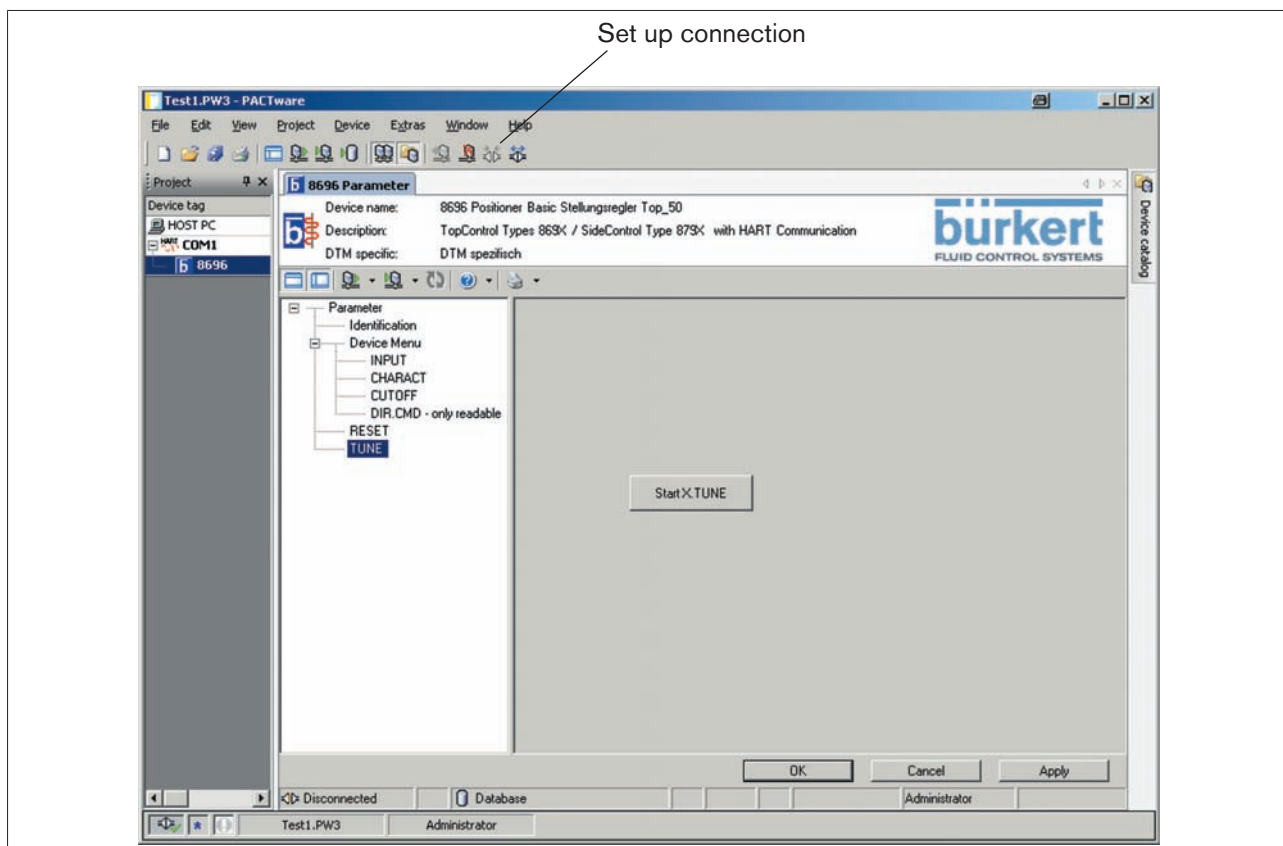 Set up connection
Test1.PW3 - PACTware
File Edit View Project Device Extras Window Help
Project
Device tag
HOST PC
HART COM1
8696
8696 Parameter
Device name: 8696 Positioner Basic Stellungsregler Top_50
Description: TopControl Types 869X / SideControl Type 879X with HART Communication
DTM specific: DTM spezifisch
burkert
FLUID CONTROL SYSTEMS
Device catalog
Parameter
Identification
Device Menu
INPUT
CHARACT
CUTOFF
DIR.CMD - only readable
RESET
TUNE
Start X.TUNE
OK Cancel Apply
Disconnected Database Administrator
Test1.PW3 Administrator